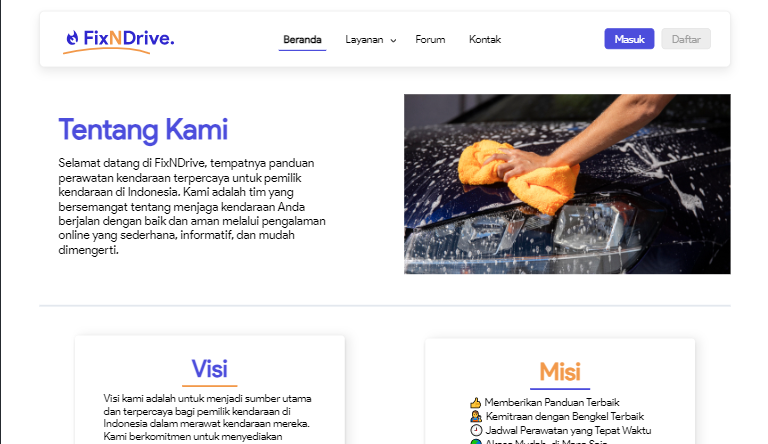 FixNDrive.
Beranda Layanan Forum Kontak Masuk Daftar
Tentang Kami
Selamat datang di FixNDrive, tempatnya panduan
perawatan kendaraan terpercaya untuk pemilik
kendaraan di Indonesia. Kami adalah tim yang
bersemangat tentang menjaga kendaraan Anda
berjalan dengan baik dan aman melalui pengalaman
online yang sederhana, informatif, dan mudah
dimengerti.
Visi
Visi kami adalah untuk menjadi sumber utama
dan terpercaya bagi pemilik kendaraan di
Indonesia dalam merawat kendaraan mereka.
Kami berkomitmen untuk menyediakan
Misi
👍 Memberikan Panduan Terbaik
👩‍🔧 Kemitraan dengan Bengkel Terbaik
🕘 Jadwal Perawatan yang Tepat Waktu